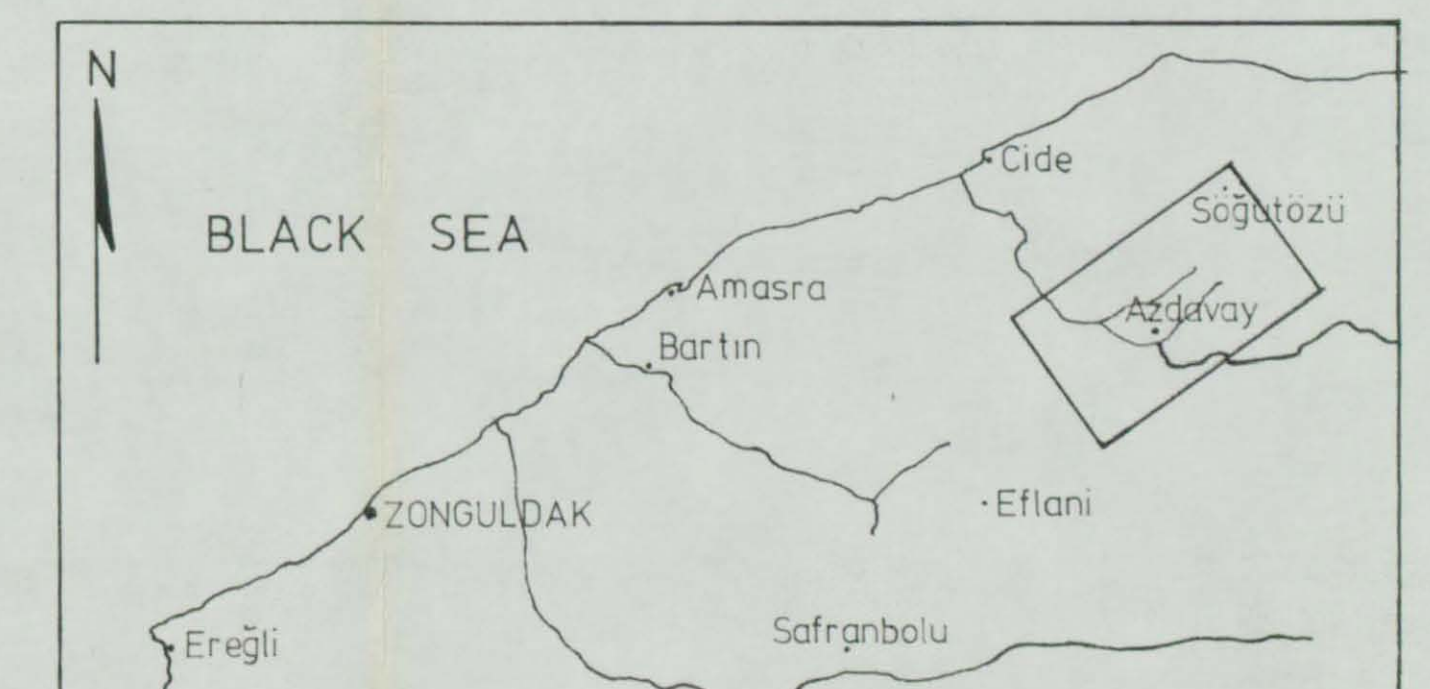 N
Cide
Söğütözü
BLACK SEA
Amasra
Azdavay
Bartın
Eflani
ZONGULDAK
Safranbolu
Ereğli